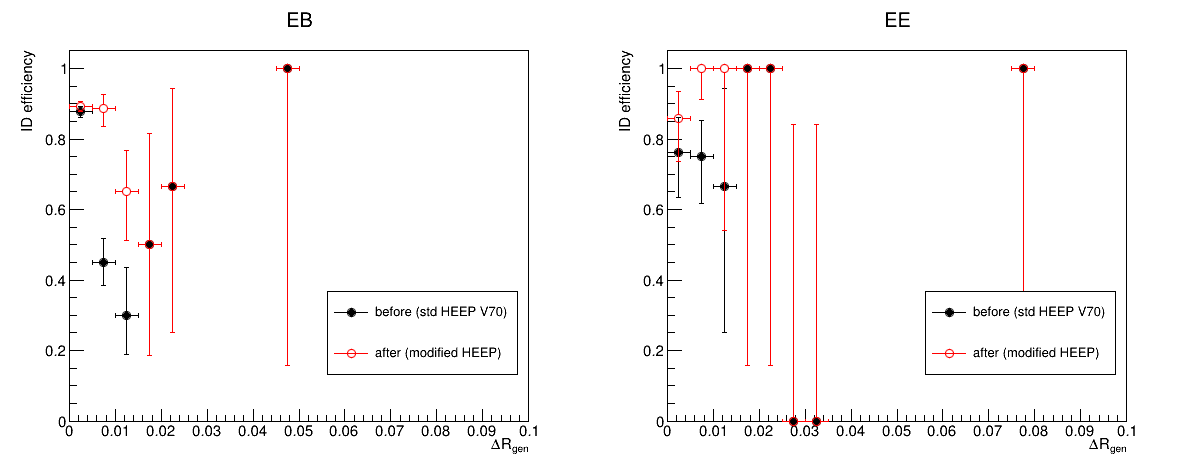 EB
ID efficiency
1
0.8
0.6
0.4
0.2
0
0 0.01 0.02 0.03 0.04 0.05 0.06 0.07 0.08 0.09 0.1
ΔRgen
before (std HEEP V70)
after (modified HEEP)
EE
ID efficiency
1
0.8
0.6
0.4
0.2
0
0 0.01 0.02 0.03 0.04 0.05 0.06 0.07 0.08 0.09 0.1
ΔRgen
before (std HEEP V70)
after (modified HEEP)